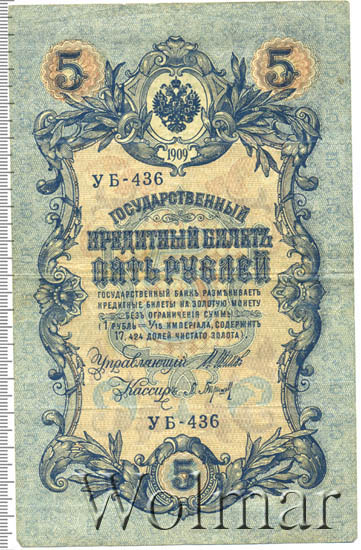 5 5
1909
УБ-436
ГОСУДАРСТВЕННЫЙ
КРЕДИТНЫЙ БИЛЕТЪ
ПЯТЬ РУБЛЕЙ
ГОСУДАРСТВЕННЫЙ БАНКЪ РАЗМѢНИВАЕТЪ
КРЕДИТНЫЕ БИЛЕТЫ НА ЗОЛОТУЮ МОНЕТУ
БЕЗЪ ОГРАНИЧЕНІЯ СУММЫ
(1 РУБЛЬ = 1/15 ИМПЕРІАЛА, СОДЕРЖИТЪ
17,424 ДОЛЕЙ ЧИСТАГО ЗОЛОТА).
Управляющій
Кассиръ
УБ-436
5
Wolmar